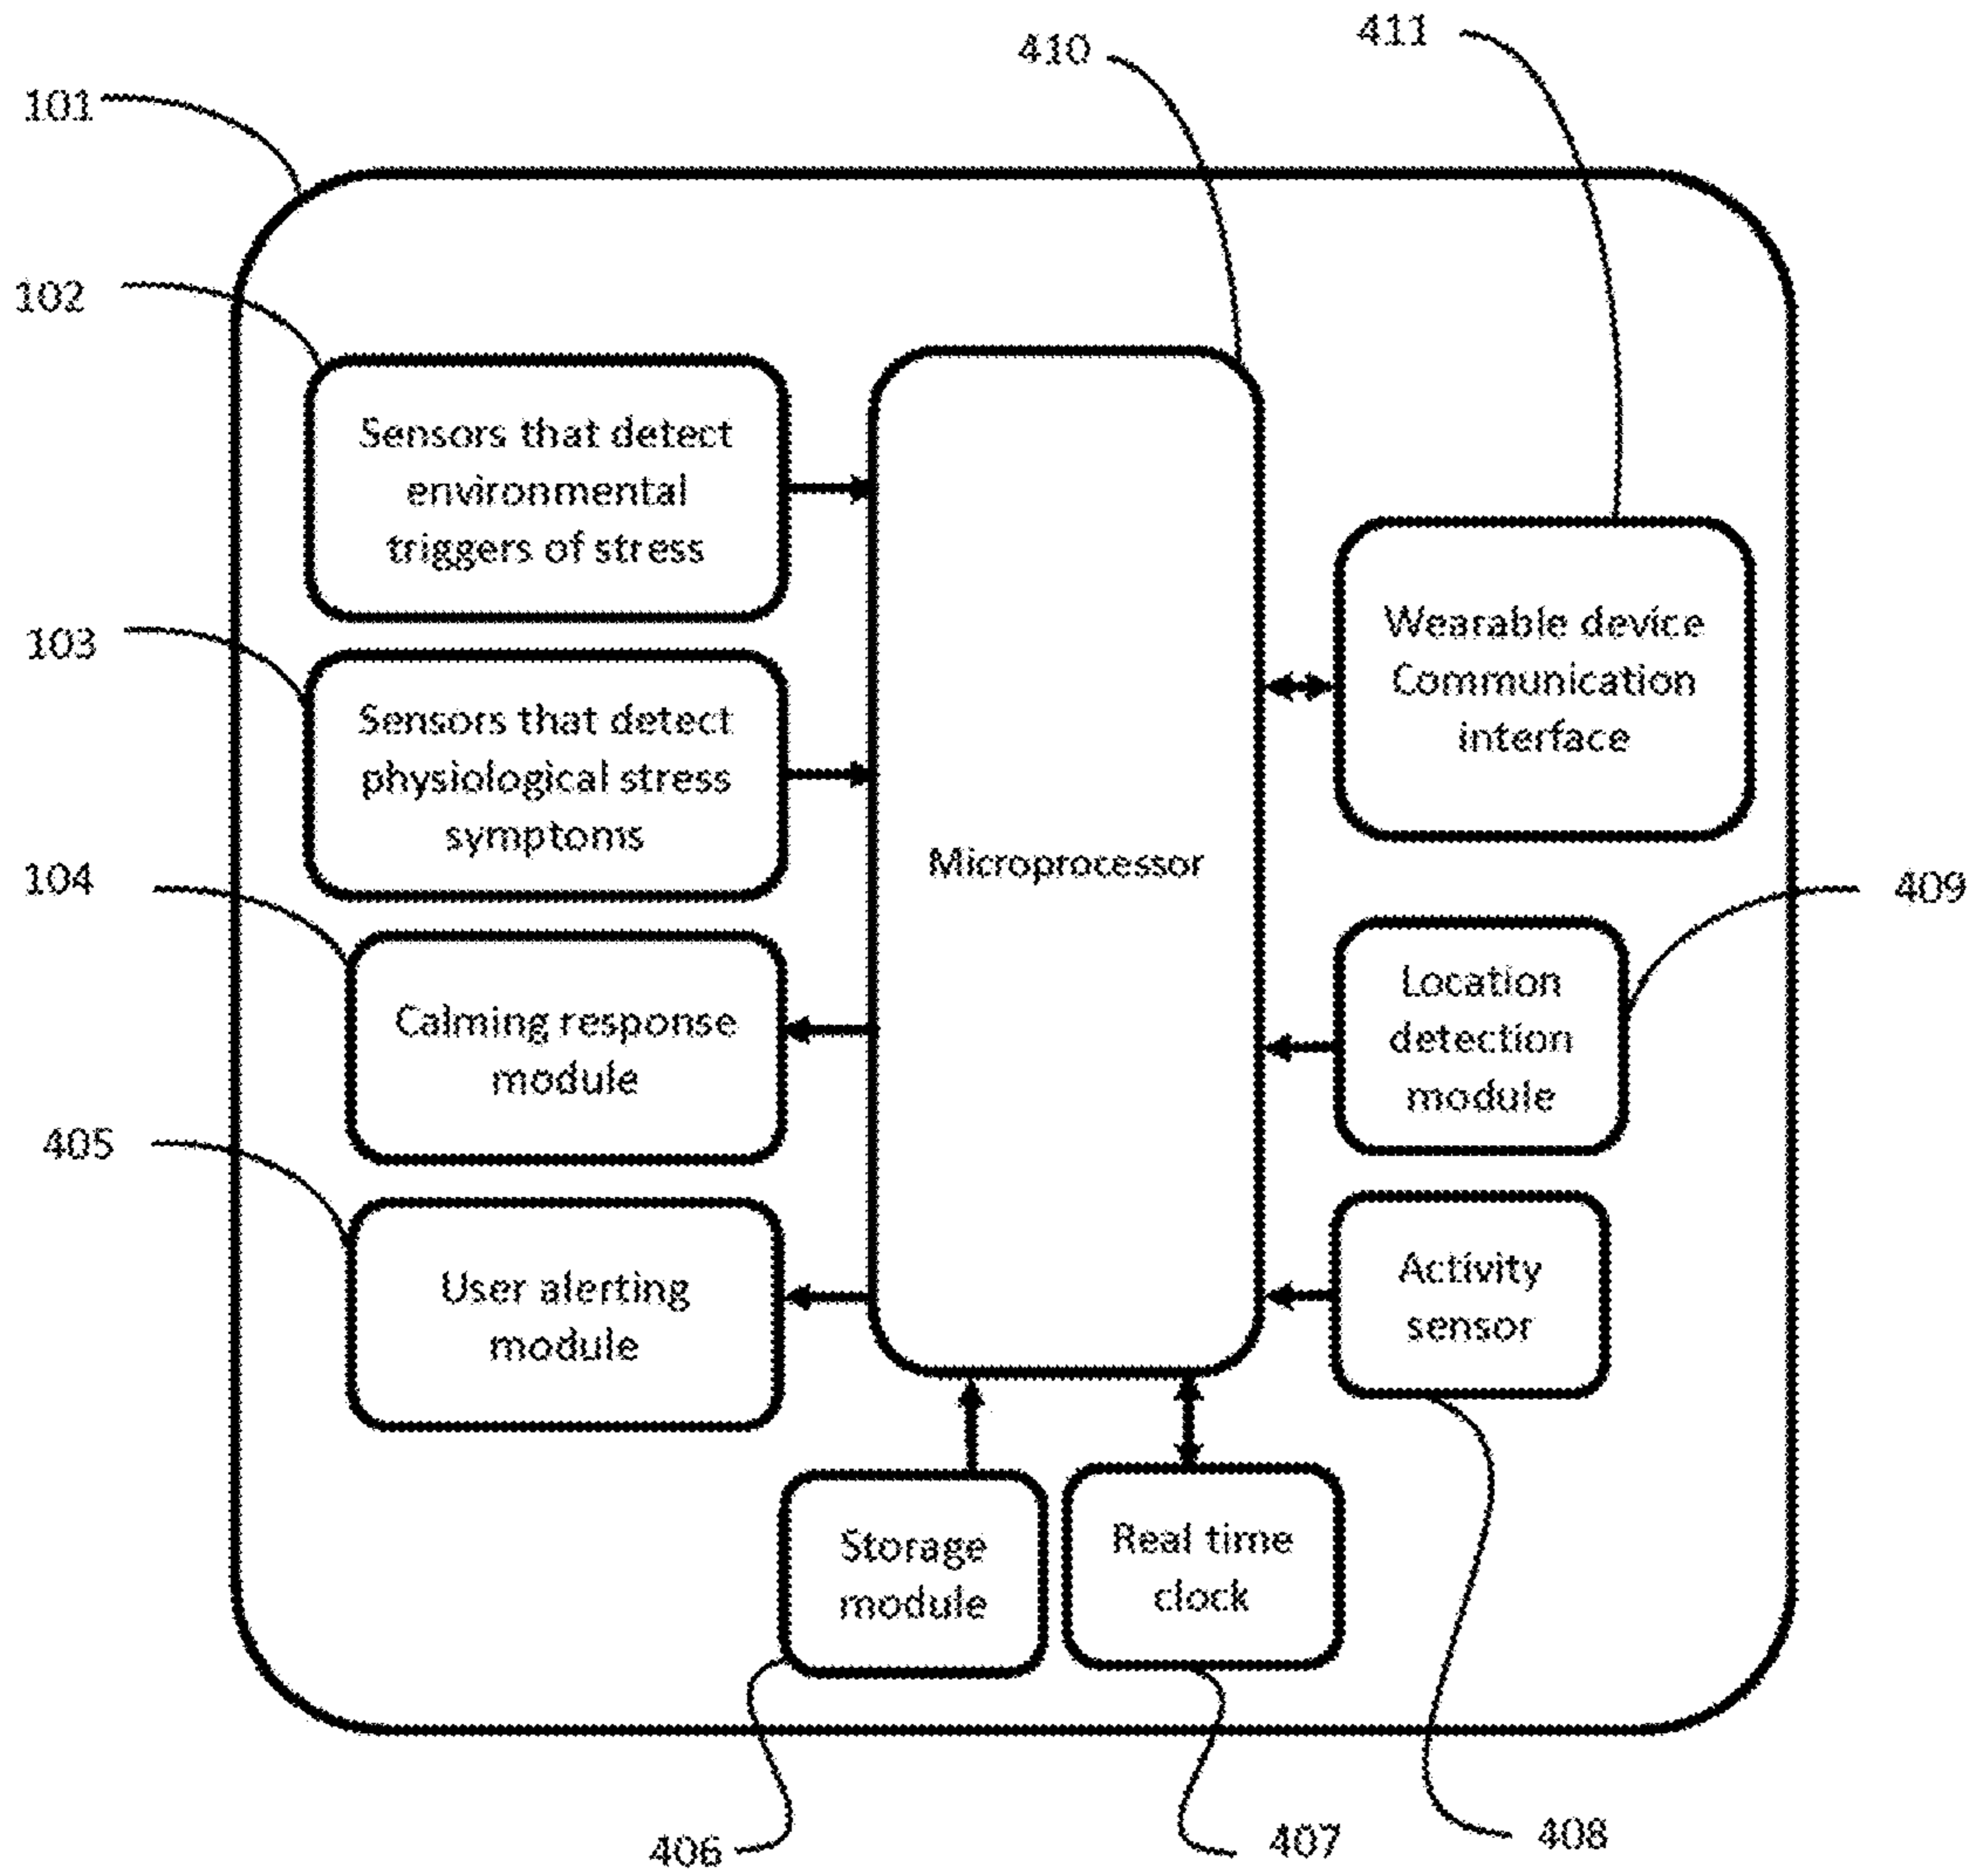 410
411
101
102
Sensors that detect
environmental
triggers of stress
103
Sensors that detect
physiological stress
symptoms
104
Calming response
module
405
User alerting
module
Microprocessor
Wearable device
Communication
interface
409
Location
detection
module
Activity
sensor
Storage
module
Real time
clock
406
407
408